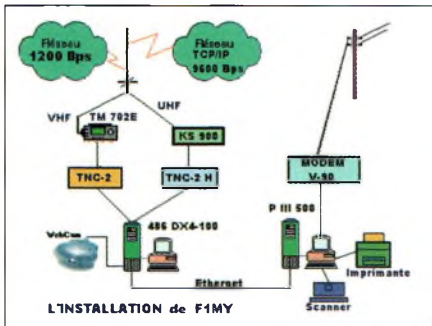 Réseau
1200 Bps
Réseau
TCP/IP
9600 Bps
VHF
UHF
TM 702E
KS 900
TNC-2
TNC-2 H
MODEM
V-90
486 DX4-100
P III 500
WebCam
Ethernet
Imprimante
Scanner
L'INSTALLATION de F1MY